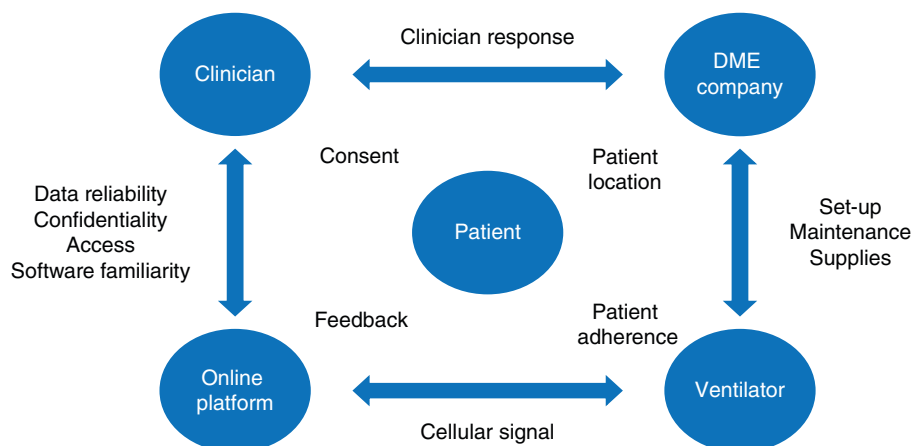 Clinician response
Clinician
DME
company
Consent
Patient
location
Data reliability
Confidentiality
Access
Software familiarity
Patient
Set-up
Maintenance
Supplies
Feedback
Patient
adherence
Online
platform
Ventilator
Cellular signal